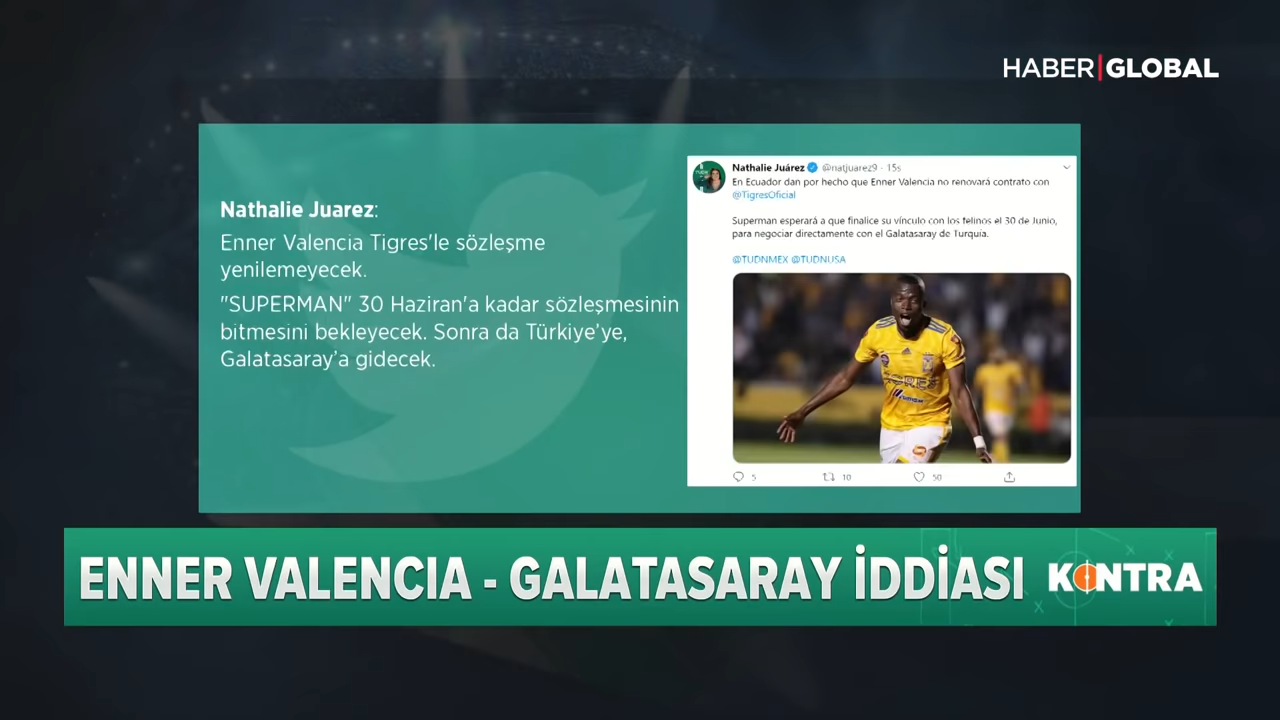 HABER|GLOBAL
Nathalie Juarez:
Enner Valencia Tigres'le sözleşme
yenilemeyecek.
"SUPERMAN" 30 Haziran'a kadar sözleşmesinin
bitmesini bekleyecek. Sonra da Türkiye'ye,
Galatasaray'a gidecek.
Nathalie Juárez @natjuarez9 · 15s
En Ecuador dan por hecho que Enner Valencia no renovará contrato con
@TigresOficial
Superman esperará a que finalice su vínculo con los felinos el 30 de Junio,
para negociar directamente con el Galatasaray de Turquía.
@TUDNMEX @TUDNUSA
5 10 50
ENNER VALENCIA - GALATASARAY İDDİASI
KONTRA